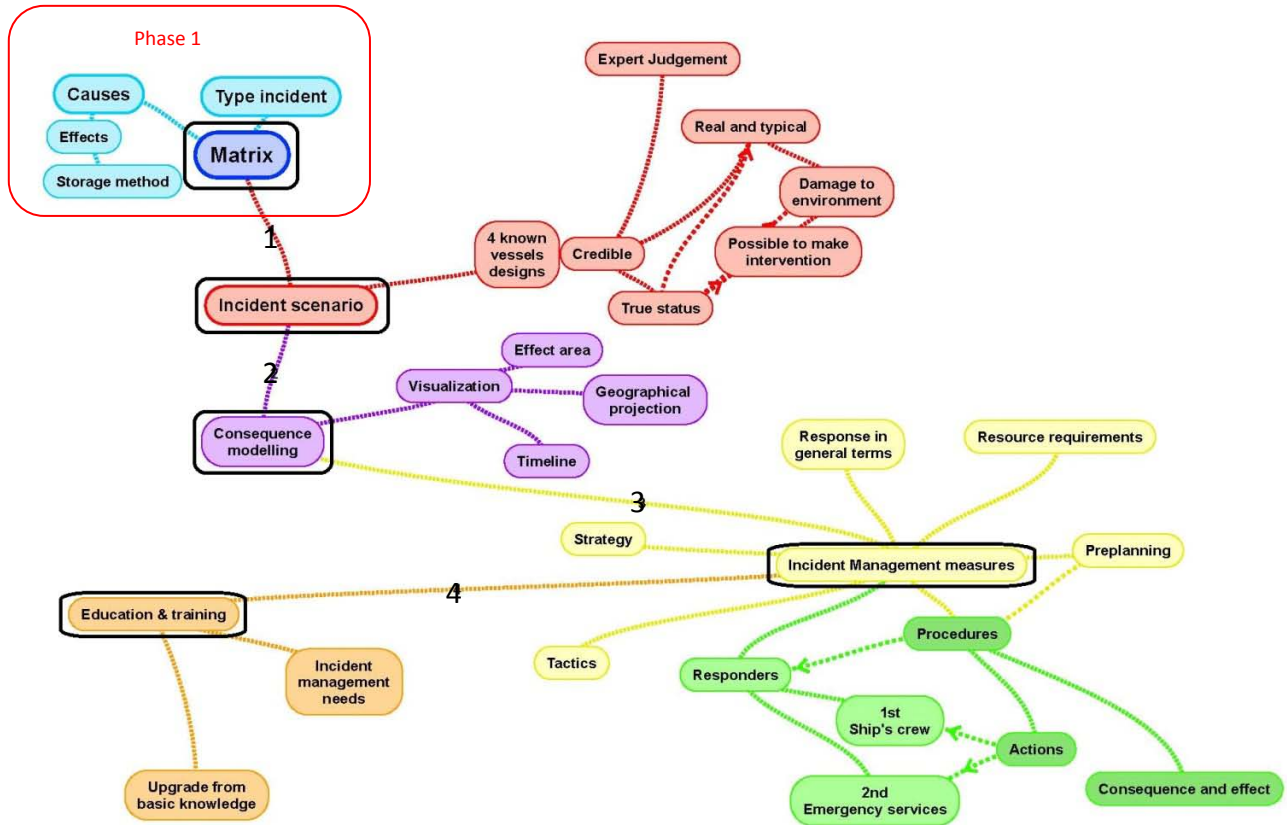 Phase 1
Causes
Type incident
Effects
Matrix
Storage method
Expert Judgement
Real and typical
Damage to
environment
1
4 known
vessels
designs
Credible
Possible to make
intervention
Incident scenario
True status
2
Effect area
Visualization
Geographical
projection
Consequence
modelling
Timeline
Response in
general terms
Resource requirements
3
Strategy
Incident Management measures
Preplanning
4
Education & training
Procedures
Tactics
Incident
management
needs
Responders
1st
Ship's crew
Actions
Upgrade from
basic knowledge
2nd
Emergency services
Consequence and effect